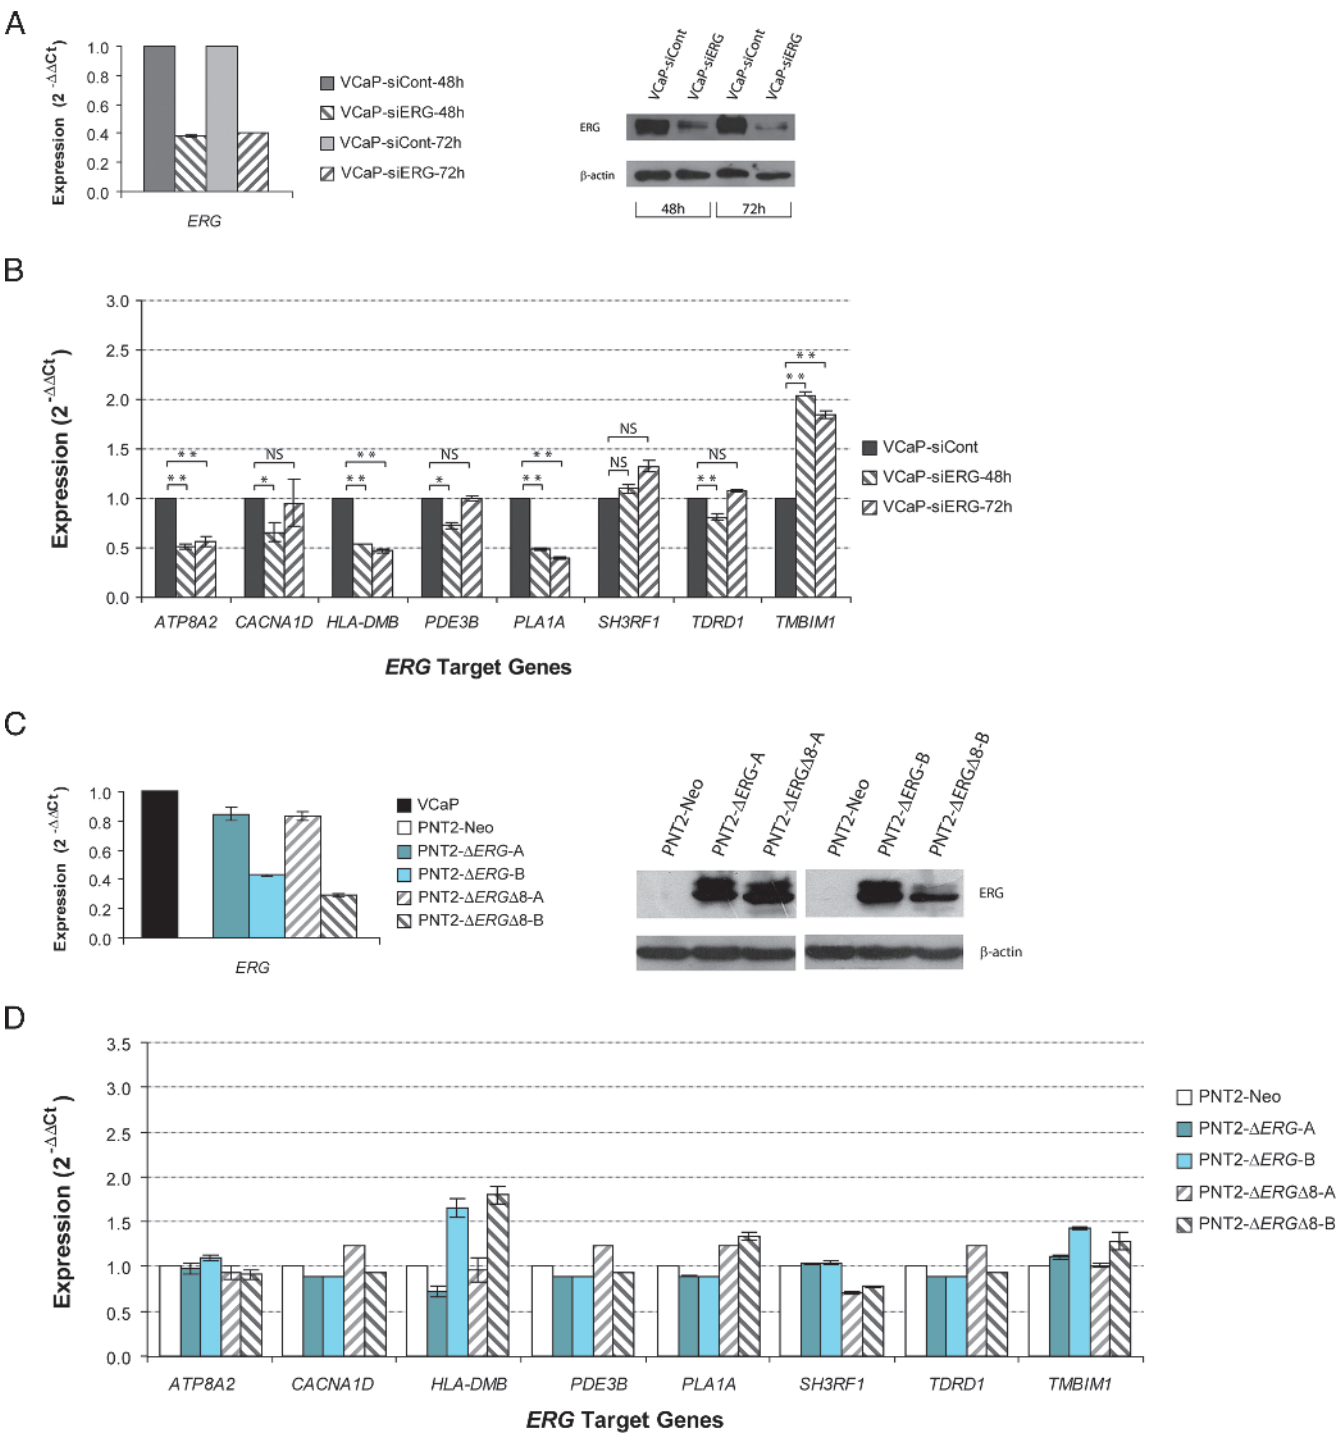 A
Expression (2 -ΔΔCt)
1.0
0.8
0.6
0.4
0.2
0.0
ERG
VCaP-siCont-48h
VCaP-siERG-48h
VCaP-siCont-72h
VCaP-siERG-72h
VCaP-siCont
VCaP-siERG
VCaP-siCont
VCaP-siERG
ERG
β-actin
48h
72h
B
Expression (2 -ΔΔCt)
3.0
2.5
2.0
1.5
1.0
0.5
0.0
** **
* NS
** **
* NS
** **
NS NS
** NS
** **
ATP8A2 CACNA1D HLA-DMB PDE3B PLA1A SH3RF1 TDRD1 TMBIM1
ERG Target Genes
VCaP-siCont
VCaP-siERG-48h
VCaP-siERG-72h
C
Expression (2 -ΔΔCt)
1.0
0.8
0.6
0.4
0.2
0.0
ERG
VCaP
PNT2-Neo
PNT2-ΔERG-A
PNT2-ΔERG-B
PNT2-ΔERGΔ8-A
PNT2-ΔERGΔ8-B
PNT2-Neo
PNT2-ΔERG-A
PNT2-ΔERGΔ8-A
PNT2-Neo
PNT2-ΔERG-B
PNT2-ΔERGΔ8-B
ERG
β-actin
D
Expression (2 -ΔΔCt)
3.5
3.0
2.5
2.0
1.5
1.0
0.5
0.0
ATP8A2 CACNA1D HLA-DMB PDE3B PLA1A SH3RF1 TDRD1 TMBIM1
ERG Target Genes
PNT2-Neo
PNT2-ΔERG-A
PNT2-ΔERG-B
PNT2-ΔERGΔ8-A
PNT2-ΔERGΔ8-B